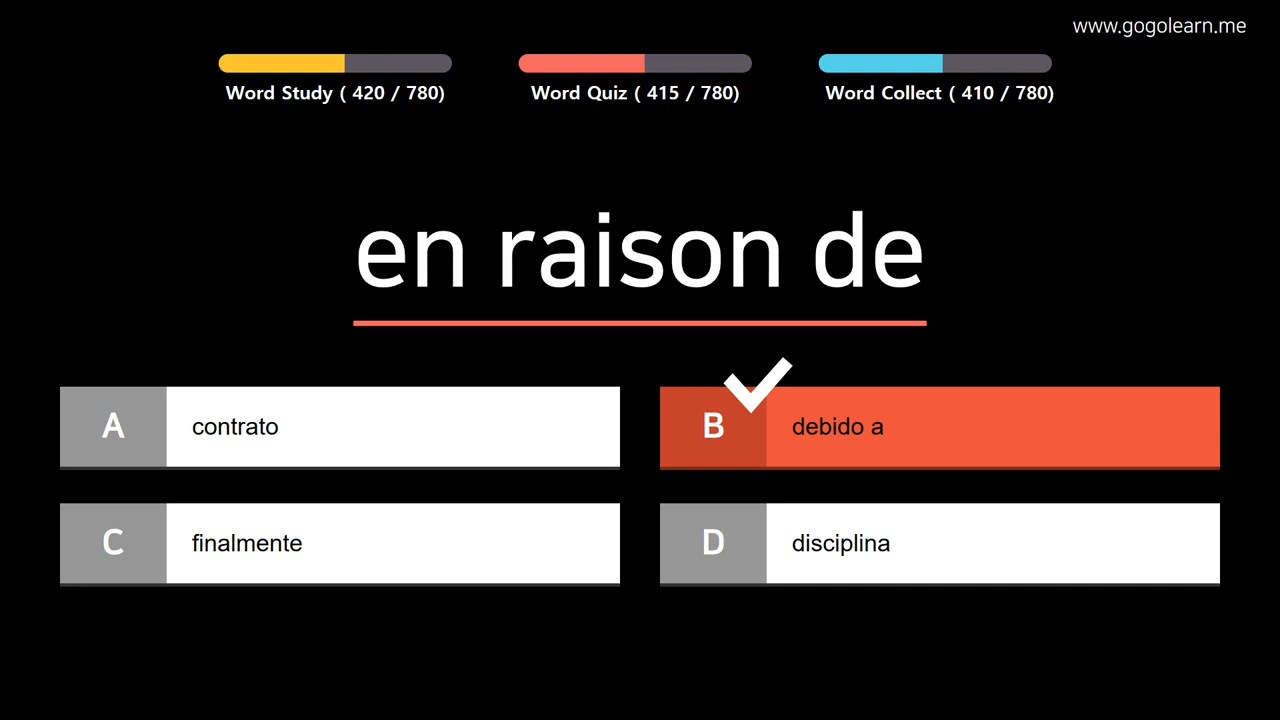 www.gogolearn.me
Word Study ( 420 / 780)
Word Quiz ( 415 / 780)
Word Collect ( 410 / 780)
en raison de
A
contrato
B
debido a
C
finalmente
D
disciplina